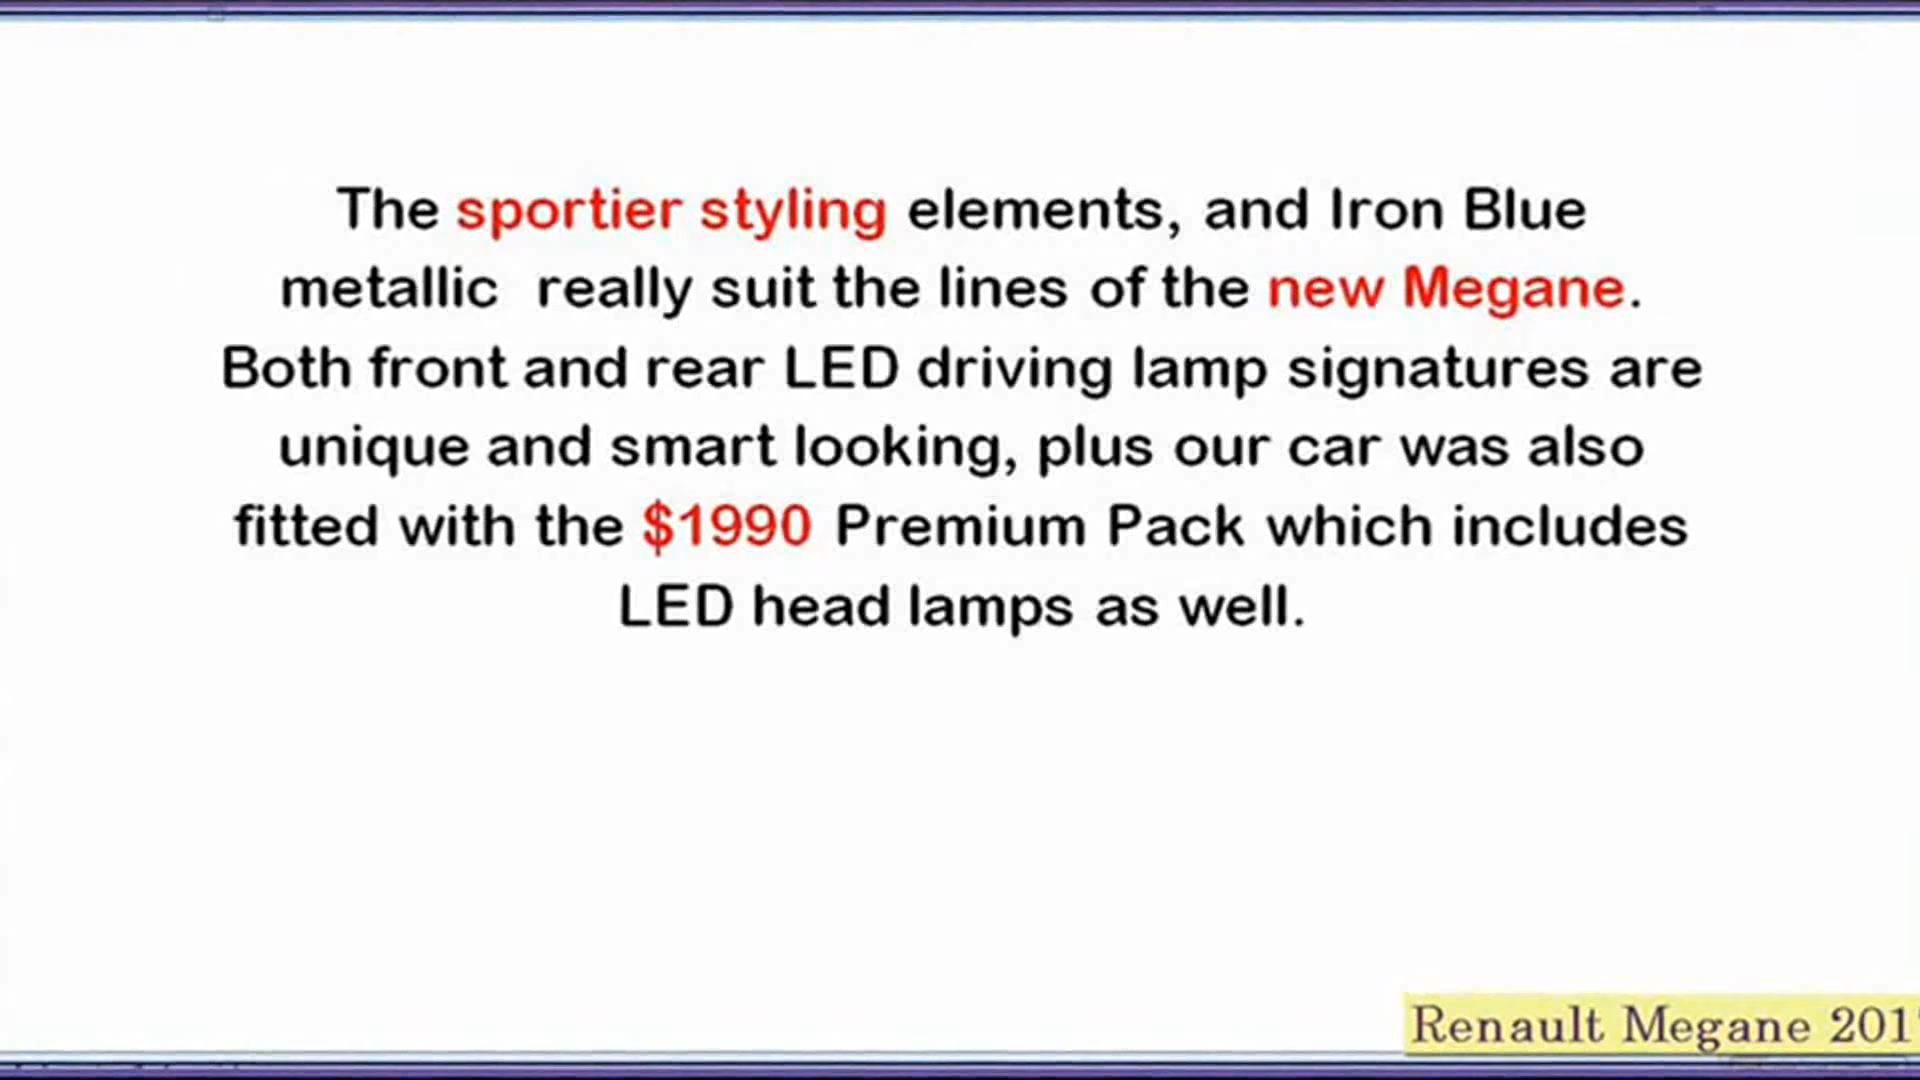 The sportier styling elements, and Iron Blue
metallic  really suit the lines of the new Megane.
Both front and rear LED driving lamp signatures are
unique and smart looking, plus our car was also
fitted with the $1990 Premium Pack which includes
LED head lamps as well.
Renault Megane 2017